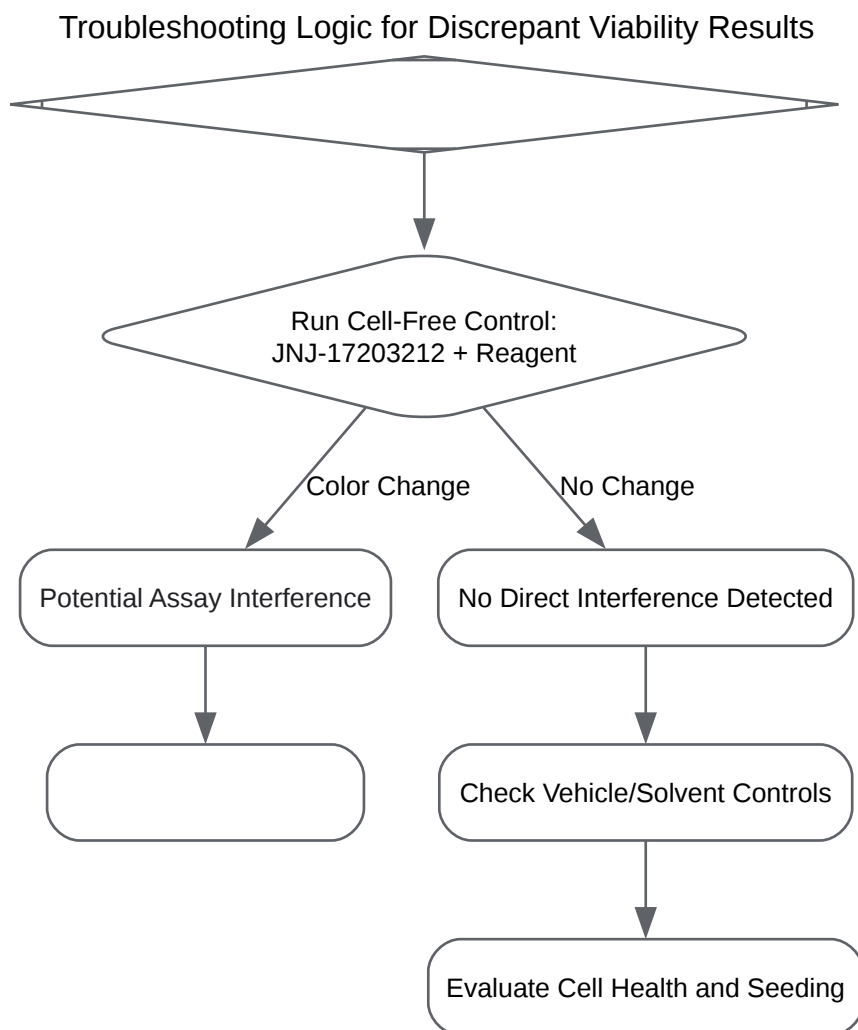 Troubleshooting Logic for Discrepant Viability Results
Run Cell-Free Control:
JNJ-17203212 + Reagent
Color Change
No Change
Potential Assay Interference
No Direct Interference Detected
Check Vehicle/Solvent Controls
Evaluate Cell Health and Seeding